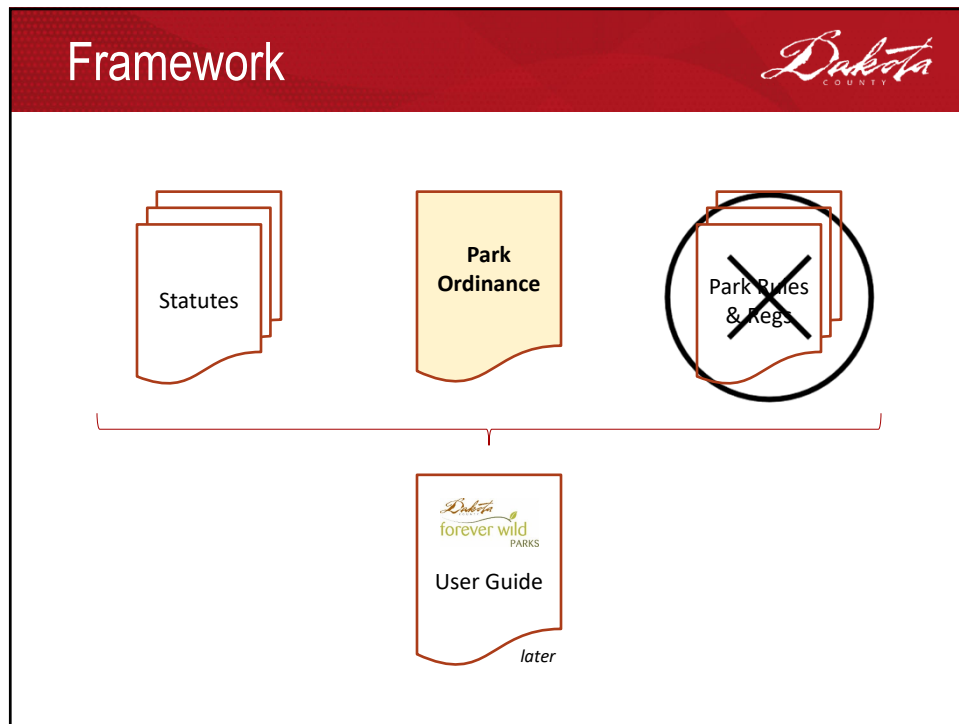 Framework
Dakota
COUNTY
Statutes
Park
Ordinance
Park Rules
& Regs
Dakota
forever wild
PARKS
User Guide
later